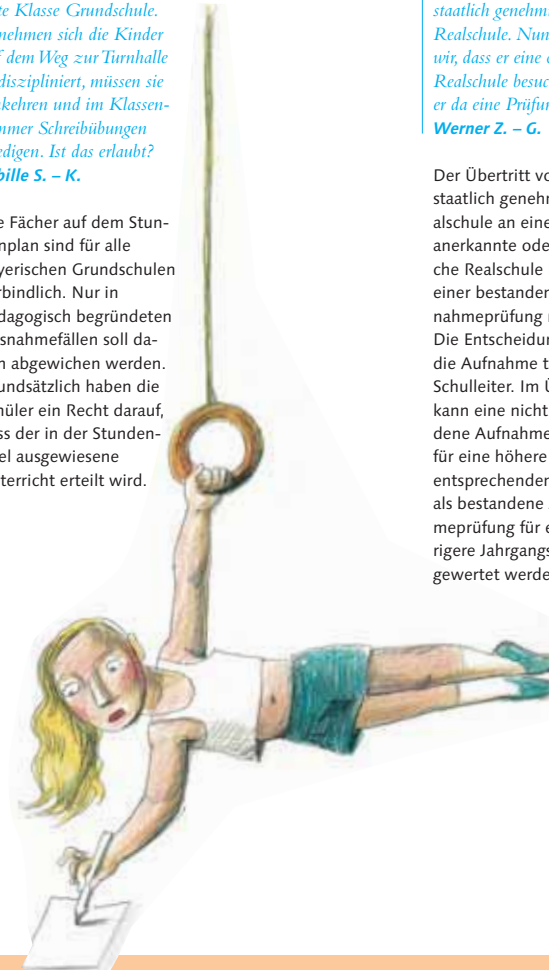 te Klasse Grundschule.
nehmen sich die Kinder
f dem Weg zur Turnhalle
diszipliniert, müssen sie
kehren und im Klassen-
mmer Schreibübungen
edigen. Ist das erlaubt?
bille S. – K.
e Fächer auf dem Stun-
nplan sind für alle
yerischen Grundschulen
rbindlich. Nur in
dagogisch begründeten
snahmefällen soll da-
n abgewichen werden.
undsätzlich haben die
hüler ein Recht darauf,
ss der in der Stunden-
el ausgewiesene
terricht erteilt wird.
staatlich genehm
Realschule. Nun
wir, dass er eine
Realschule besuc
er da eine Prüfun
Werner Z. – G.
Der Übertritt vo
staatlich genehr
alschule an eine
anerkannte ode
che Realschule
einer bestander
nahmeprüfung
Die Entscheidun
die Aufnahme t
Schulleiter. Im Ü
kann eine nicht
dene Aufnahme
für eine höhere
entsprechender
als bestandene
meprüfung für e
rigere Jahrgangs
gewertet werde